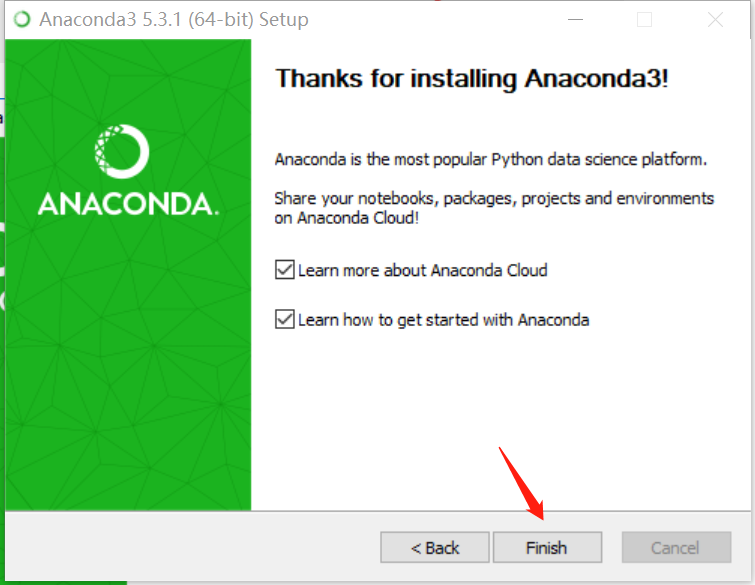 Anaconda3 5.3.1 (64-bit) Setup
ANACONDA.
Thanks for installing Anaconda3!
Anaconda is the most popular Python data science platform.
Share your notebooks, packages, projects and environments
on Anaconda Cloud!
Learn more about Anaconda Cloud
Learn how to get started with Anaconda
< Back
Finish
Cancel